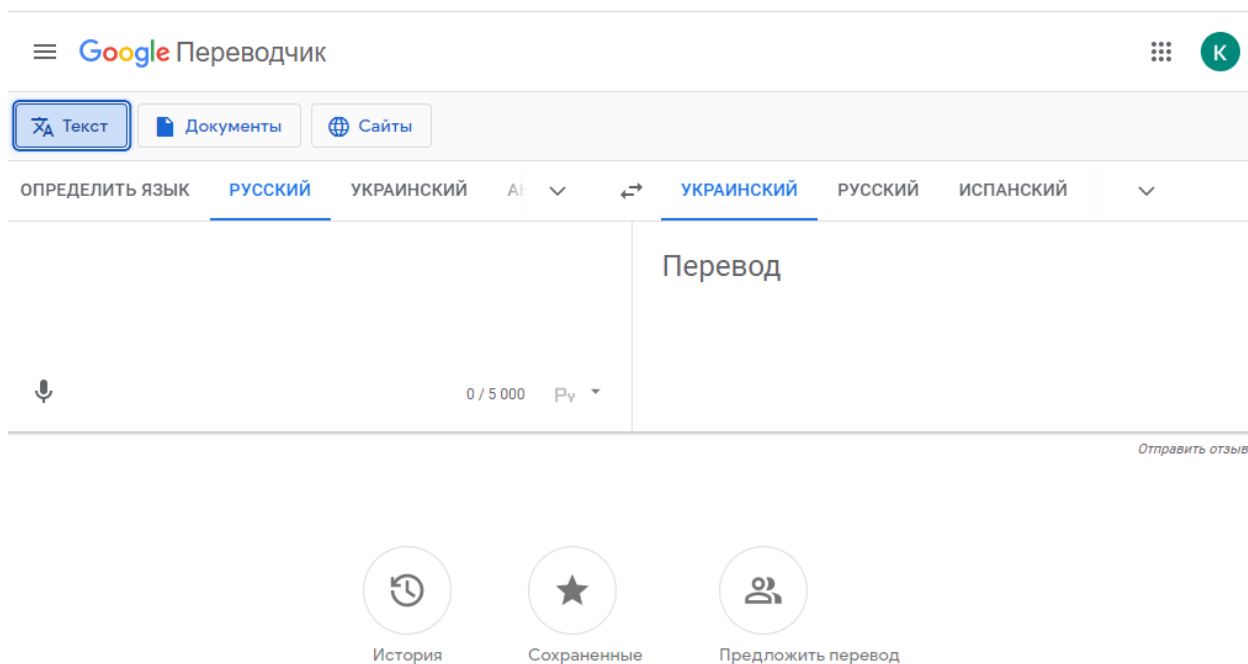 Google Переводчик
K
Текст Документы Сайты
ОПРЕДЕЛИТЬ ЯЗЫК РУССКИЙ УКРАИНСКИЙ УКРАИНСКИЙ РУССКИЙ ИСПАНСКИЙ
Перевод
0 / 5 000
Отправить отзыв
История Сохраненные Предложить перевод